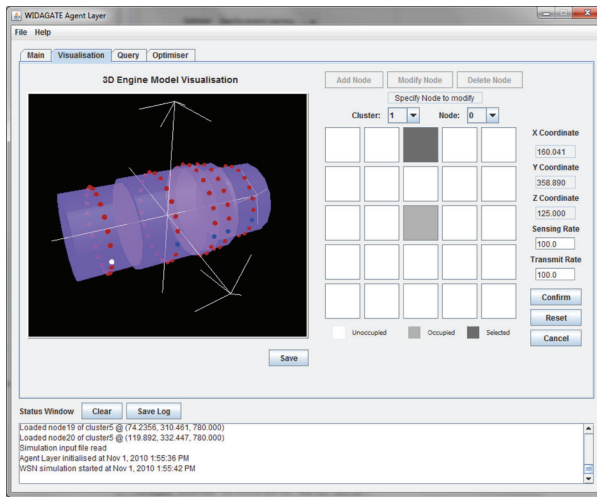 WIDAGATE Agent Layer
File Help
Main Visualisation Query Optimiser
3D Engine Model Visualisation
Add Node Modify Node Delete Node
Specify Node to modify
Cluster: 1 Node: 0
X Coordinate
160.041
Y Coordinate
358.890
Z Coordinate
125.000
Sensing Rate
100.0
Transmit Rate
100.0
Confirm
Reset
Cancel
Unoccupied Occupied Selected
Save
Status Window Clear Save Log
Loaded node19 of cluster5 @ (74.2356, 310.461, 780.000)
Loaded node20 of cluster5 @ (119.892, 332.447, 780.000)
Simulation input file read
Agent Layer initialised at Nov 1, 2010 1:55:36 PM
WSN simulation started at Nov 1, 2010 1:55:42 PM